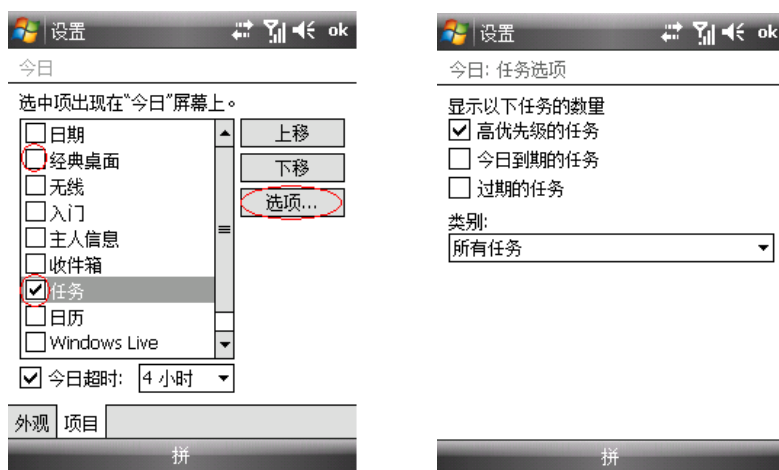 设置 ok
今日
选中项出现在“今日”屏幕上。
日期
经典桌面
无线
入门
主人信息
收件箱
任务
日历
Windows Live
上移
下移
选项...
今日超时: 4 小时
外观 项目
拼
设置 ok
今日: 任务选项
显示以下任务的数量
高优先级的任务
今日到期的任务
过期的任务
类别:
所有任务
拼